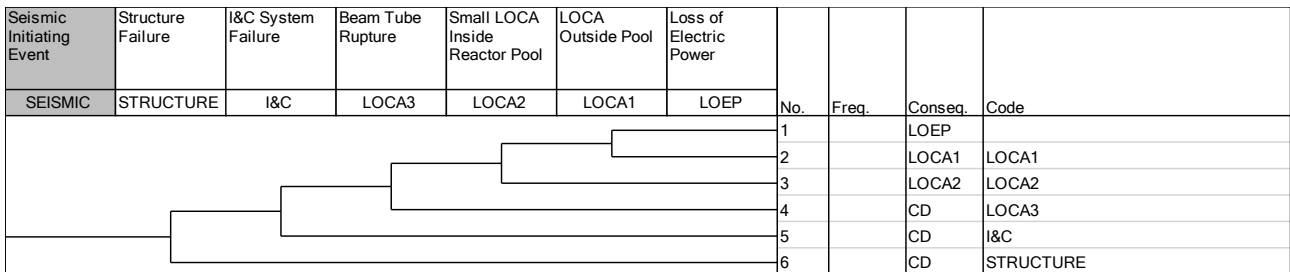 Seismic
Initiating
Event
Structure
Failure
I&C System
Failure
Beam Tube
Rupture
Small LOCA
Inside
Reactor Pool
LOCA
Outside Pool
Loss of
Electric
Power
SEISMIC STRUCTURE I&C LOCA3 LOCA2 LOCA1 LOEP No. Freq. Conseq. Code
1 LOEP
2 LOCA1 LOCA1
3 LOCA2 LOCA2
4 CD LOCA3
5 CD I&C
6 CD STRUCTURE